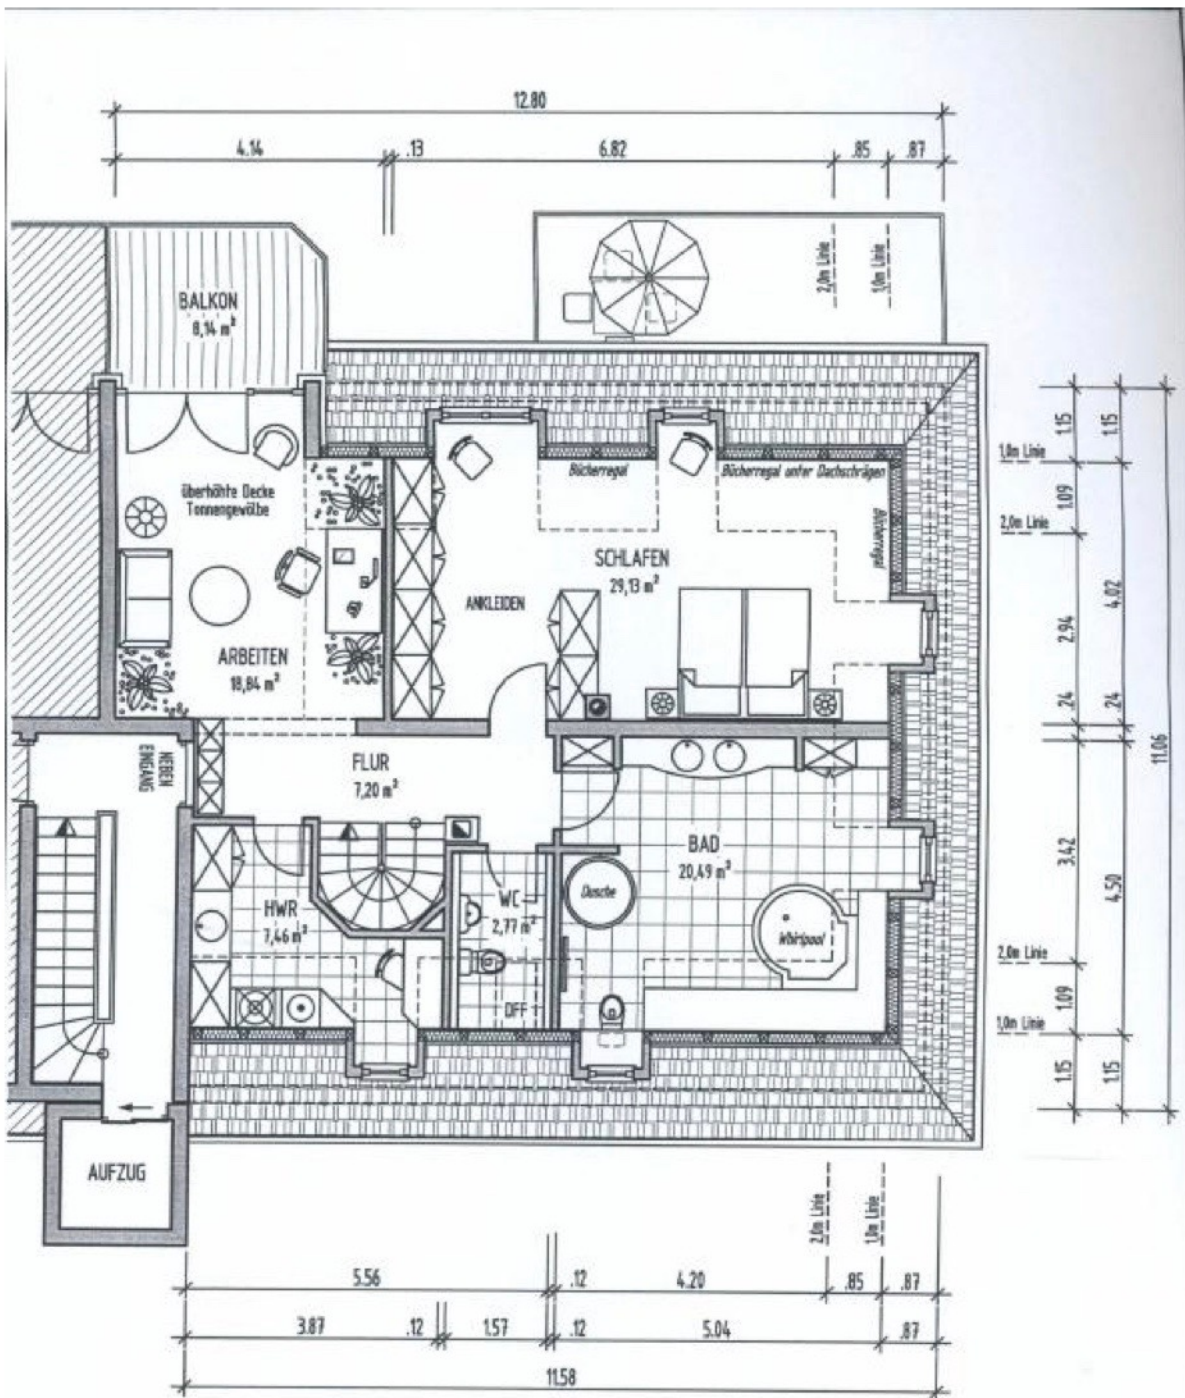 12.80
4.14
.13
6.82
.85
.87
2,0m Linie
1,0m Linie
BALKON
8,14 m²
1.15
1.15
1,0m Linie
Bücherregal
Bücherregal unter Dachschrägen
überhöhte Decke
Tonnengewölbe
1.09
2,0m Linie
Bücherregal
SCHLAFEN
29,13 m²
ANKLEIDEN
4.02
2.94
ARBEITEN
18,84 m²
24
24
NEBEN
EINGANG
FLUR
7,20 m²
11.06
BAD
20,49 m²
3.42
4.50
Dusche
WC
2,77 m²
HWR
7,46 m²
Whirlpool
2,0m Linie
DFF
1.09
1,0m Linie
1.15
1.15
AUFZUG
2,0m Linie
1,0m Linie
5.56
.12
4.20
.85
.87
3.87
.12
1.57
.12
5.04
.87
11.58